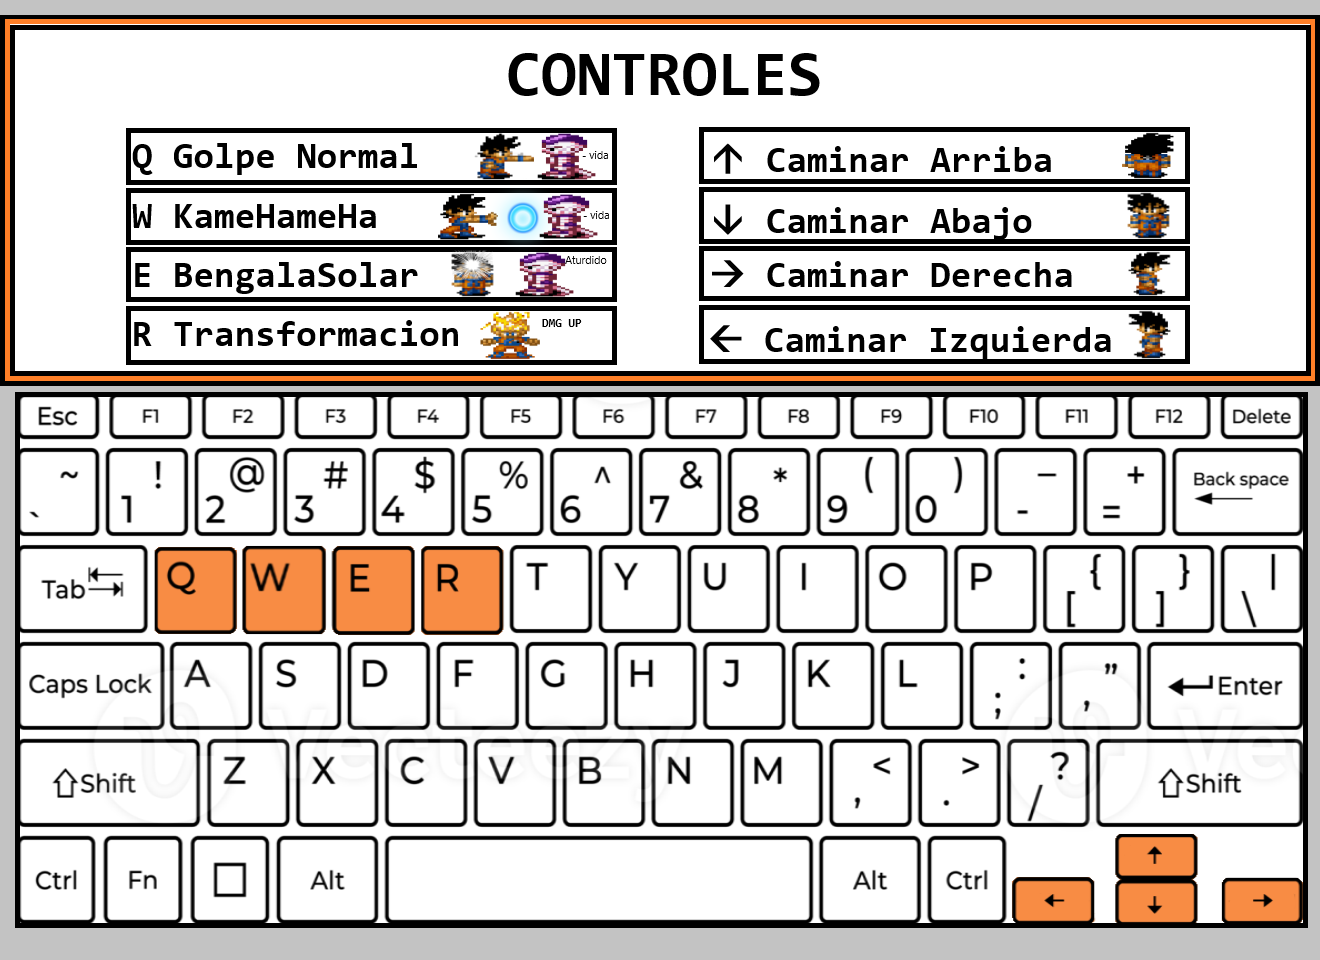 CONTROLES
Q Golpe Normal
- vida
W KameHameHa
- vida
E BengalaSolar
Aturdido
R Transformacion
DMG UP
↑ Caminar Arriba
↓ Caminar Abajo
→ Caminar Derecha
← Caminar Izquierda
Esc F1 F2 F3 F4 F5 F6 F7 F8 F9 F10 F11 F12 Delete
~ ! @ # $ % ^ & * ( ) – + Back space
` 1 2 3 4 5 6 7 8 9 0 - = ←
Tab Q W E R T Y U I O P { } |
[ ] \
Caps Lock A S D F G H J K L : ” Enter
; ,
Shift Z X C V B N M < > ? Shift
, . /
Vecteezy
Ctrl Fn Alt Alt Ctrl ↑
← ↓ →